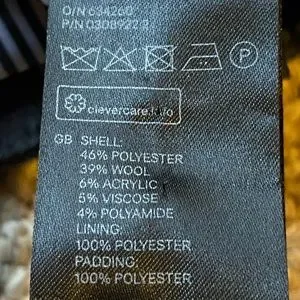 O/N 634260
P/N 0308922 2
P
clevercare.info
GB SHELL:
46% POLYESTER
39% WOOL
6% ACRYLIC
5% VISCOSE
4% POLYAMIDE
LINING:
100% POLYESTER
PADDING:
100% POLYESTER